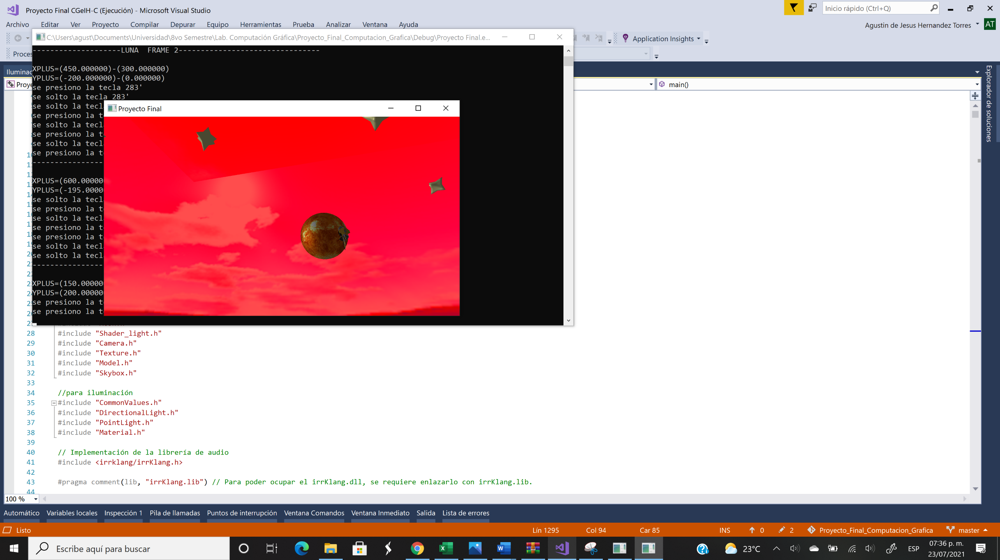 Proyecto Final CGeIH-C (Ejecución) - Microsoft Visual Studio
Inicio rápido (Ctrl+Q)
Archivo Editar Ver Proyecto Compilar Depurar Equipo Herramientas Prueba Analizar Ventana Ayuda
Agustin de Jesus Hernandez Torres AT
C:\Users\agust\Documents\Universidad\8vo Semestre\Lab. Computación Gráfica\Proyecto_Final_Computacion_Grafica\Debug\Proyecto Final.e...
Application Insights
Proces
Iluminac
Proye
main()
Explorador de soluciones
--------------------LUNA  FRAME 2--------------------------------
XPLUS=(450.000000)-(300.000000)
YPLUS=(-200.000000)-(0.000000)
se presiono la tecla 283'
se solto la tecla 283'
se solto la tecl
se presiono la t
se solto la tecl
se presiono la t
se solto la tecl
se presiono la t
----------------
XPLUS=(600.00000
YPLUS=(-195.0000
se solto la tecl
se presiono la t
se solto la tecl
se presiono la t
se presiono la t
se solto la tecl
se solto la tecl
----------------
XPLUS=(150.00000
YPLUS=(200.00000
se presiono la t
se presiono la t
Proyecto Final
28 #include "Shader_light.h"
29 #include "Camera.h"
30 #include "Texture.h"
31 #include "Model.h"
32 #include "Skybox.h"
33
34 //para iluminación
35 #include "CommonValues.h"
36 #include "DirectionalLight.h"
37 #include "PointLight.h"
38 #include "Material.h"
39
40 // Implementación de la librería de audio
41 #include <irrklang/irrKlang.h>
42
43 #pragma comment(lib, "irrKlang.lib") // Para poder ocupar el irrKlang.dll, se requiere enlazarlo con irrKlang.lib.
44
100 %
Automático Variables locales Inspección 1 Pila de llamadas Puntos de interrupción Ventana Comandos Ventana Inmediato Salida Lista de errores
Listo Lín 1295 Col 94 Car 85 INS 0 2 Proyecto_Final_Computacion_Grafica master
Escribe aquí para buscar
23°C
ESP
07:36 p. m.
23/07/2021